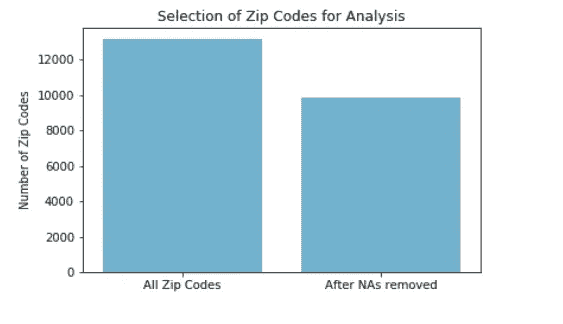 Selection of Zip Codes for Analysis
Number of Zip Codes
12000
10000
8000
6000
4000
2000
0
All Zip Codes
After NAs removed